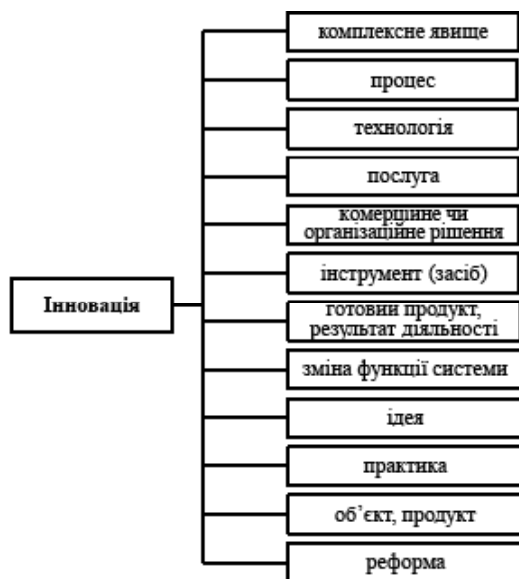 комплексне явище
процес
технологія
послуга
комерційне чи
організаційне рішення
інструмент (засіб)
Інновація
готовий продукт,
результат діяльності
зміна функції системи
ідея
практика
об’єкт, продукт
реформа